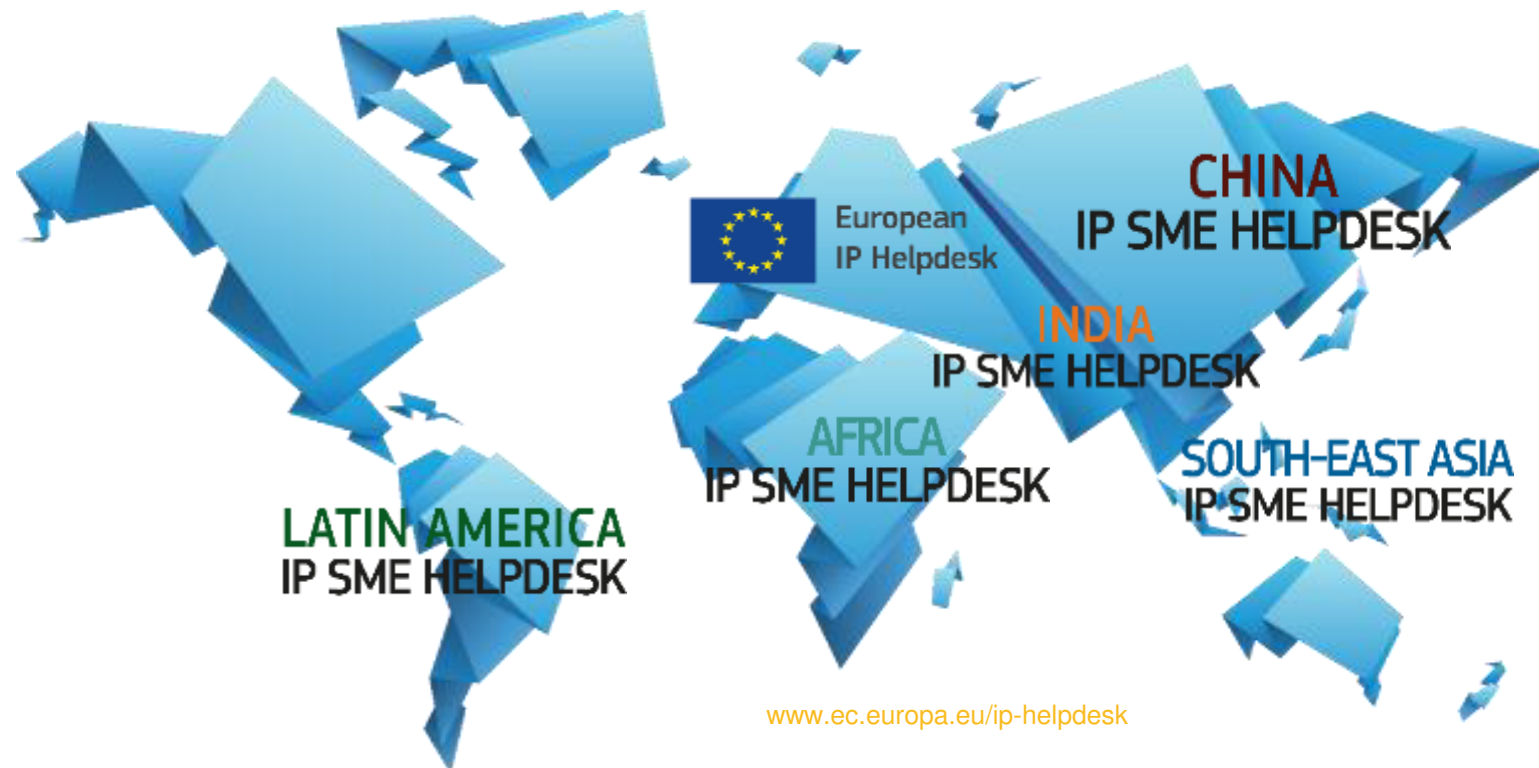 CHINA
IP SME HELPDESK
European
IP Helpdesk
INDIA
IP SME HELPDESK
AFRICA
IP SME HELPDESK
SOUTH-EAST ASIA
IP SME HELPDESK
LATIN AMERICA
IP SME HELPDESK
www.ec.europa.eu/ip-helpdesk